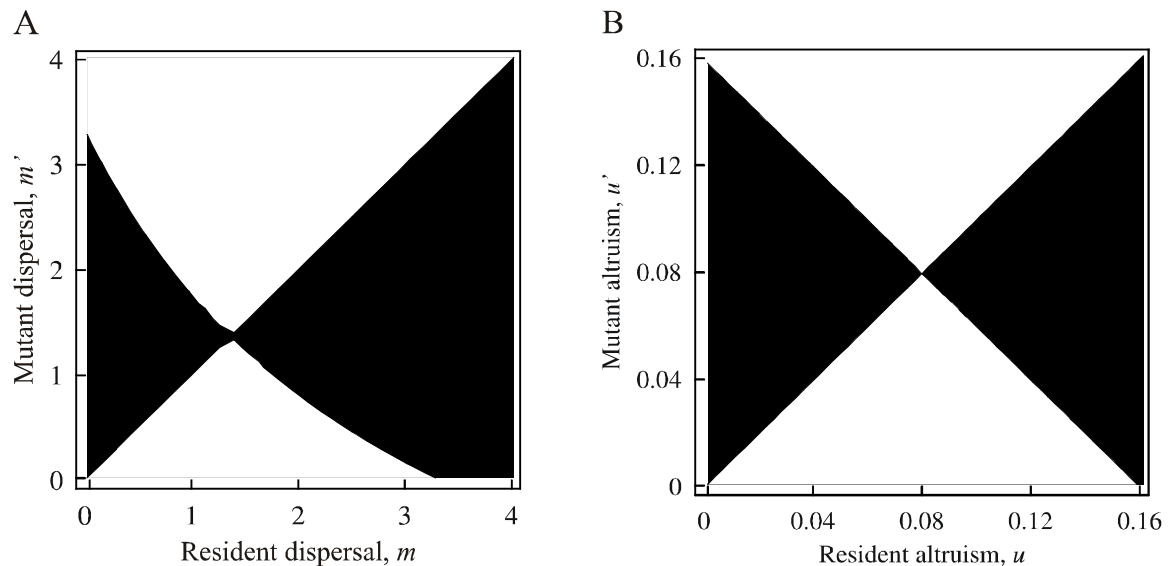 A
4
3
2
1
0
Mutant dispersal, m'
0 1 2 3 4
Resident dispersal, m
B
0.16
0.12
0.08
0.04
0
Mutant altruism, u'
0 0.04 0.08 0.12 0.16
Resident altruism, u